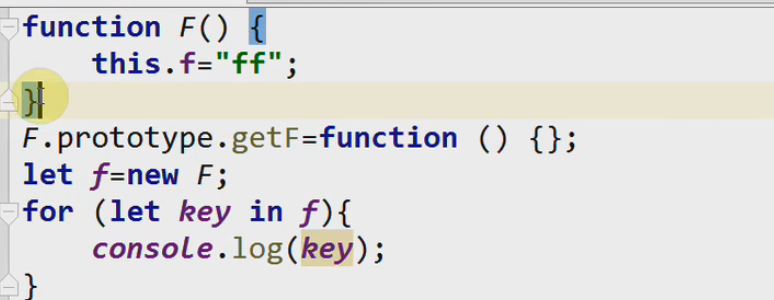 function F() {
    this.f="ff";
}
F.prototype.getF=function () {};
let f=new F;
for (let key in f){
    console.log(key);
}